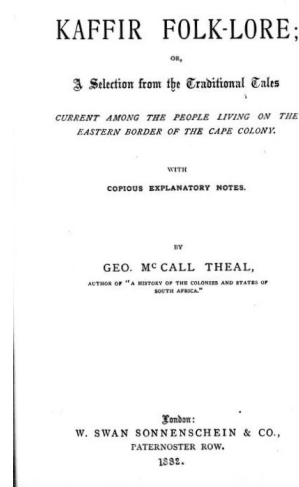 KAFFIR FOLK-LORE;
OR,
A Selection from the Traditional Tales
CURRENT AMONG THE PEOPLE LIVING ON THE
EASTERN BORDER OF THE CAPE COLONY.
WITH
COPIOUS EXPLANATORY NOTES.
BY
GEO. McCALL THEAL,
AUTHOR OF "A HISTORY OF THE COLONIES AND STATES OF
SOUTH AFRICA."
London:
W. SWAN SONNENSCHEIN & CO.,
PATERNOSTER ROW.
1882.